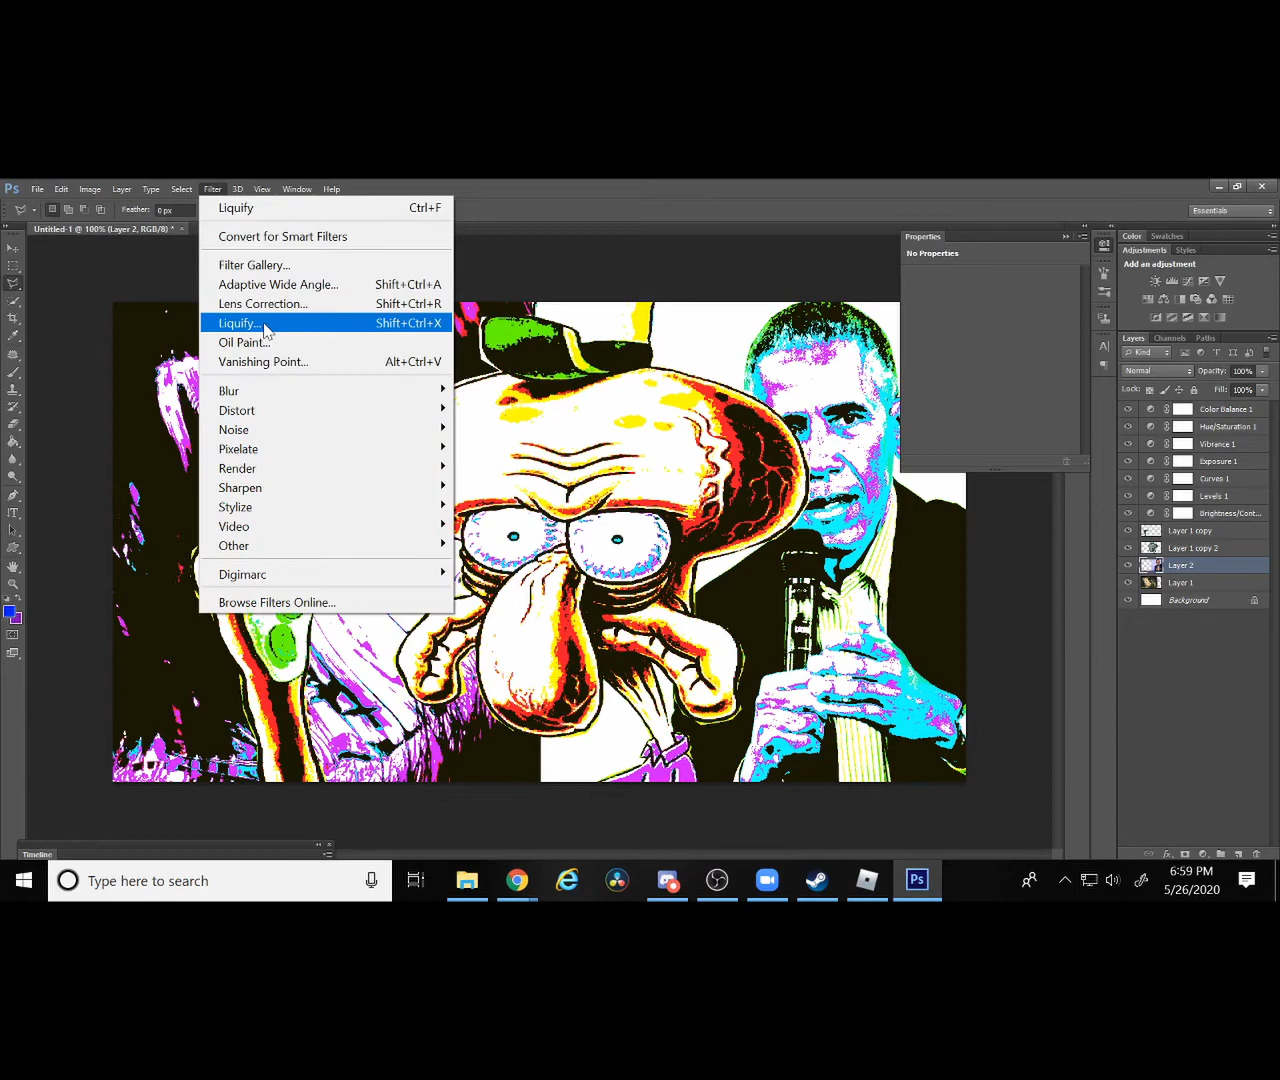 Ps File Edit Image Layer Type Select Filter 3D View Window Help
Feather: 0 px
Essentials
Untitled-1 @ 100% (Layer 2, RGB/8) *
Liquify Ctrl+F
Convert for Smart Filters
Filter Gallery...
Adaptive Wide Angle... Shift+Ctrl+A
Lens Correction... Shift+Ctrl+R
Liquify... Shift+Ctrl+X
Oil Paint...
Vanishing Point... Alt+Ctrl+V
Blur
Distort
Noise
Pixelate
Render
Sharpen
Stylize
Video
Other
Digimarc
Browse Filters Online...
Properties
No Properties
Color Swatches
Adjustments Styles
Add an adjustment
Layers Channels Paths
Kind
Normal Opacity: 100%
Lock: Fill: 100%
Color Balance 1
Hue/Saturation 1
Vibrance 1
Exposure 1
Curves 1
Levels 1
Brightness/Cont...
Layer 1 copy
Layer 1 copy 2
Layer 2
Layer 1
Background
Timeline
Type here to search
Ps
6:59 PM
5/26/2020